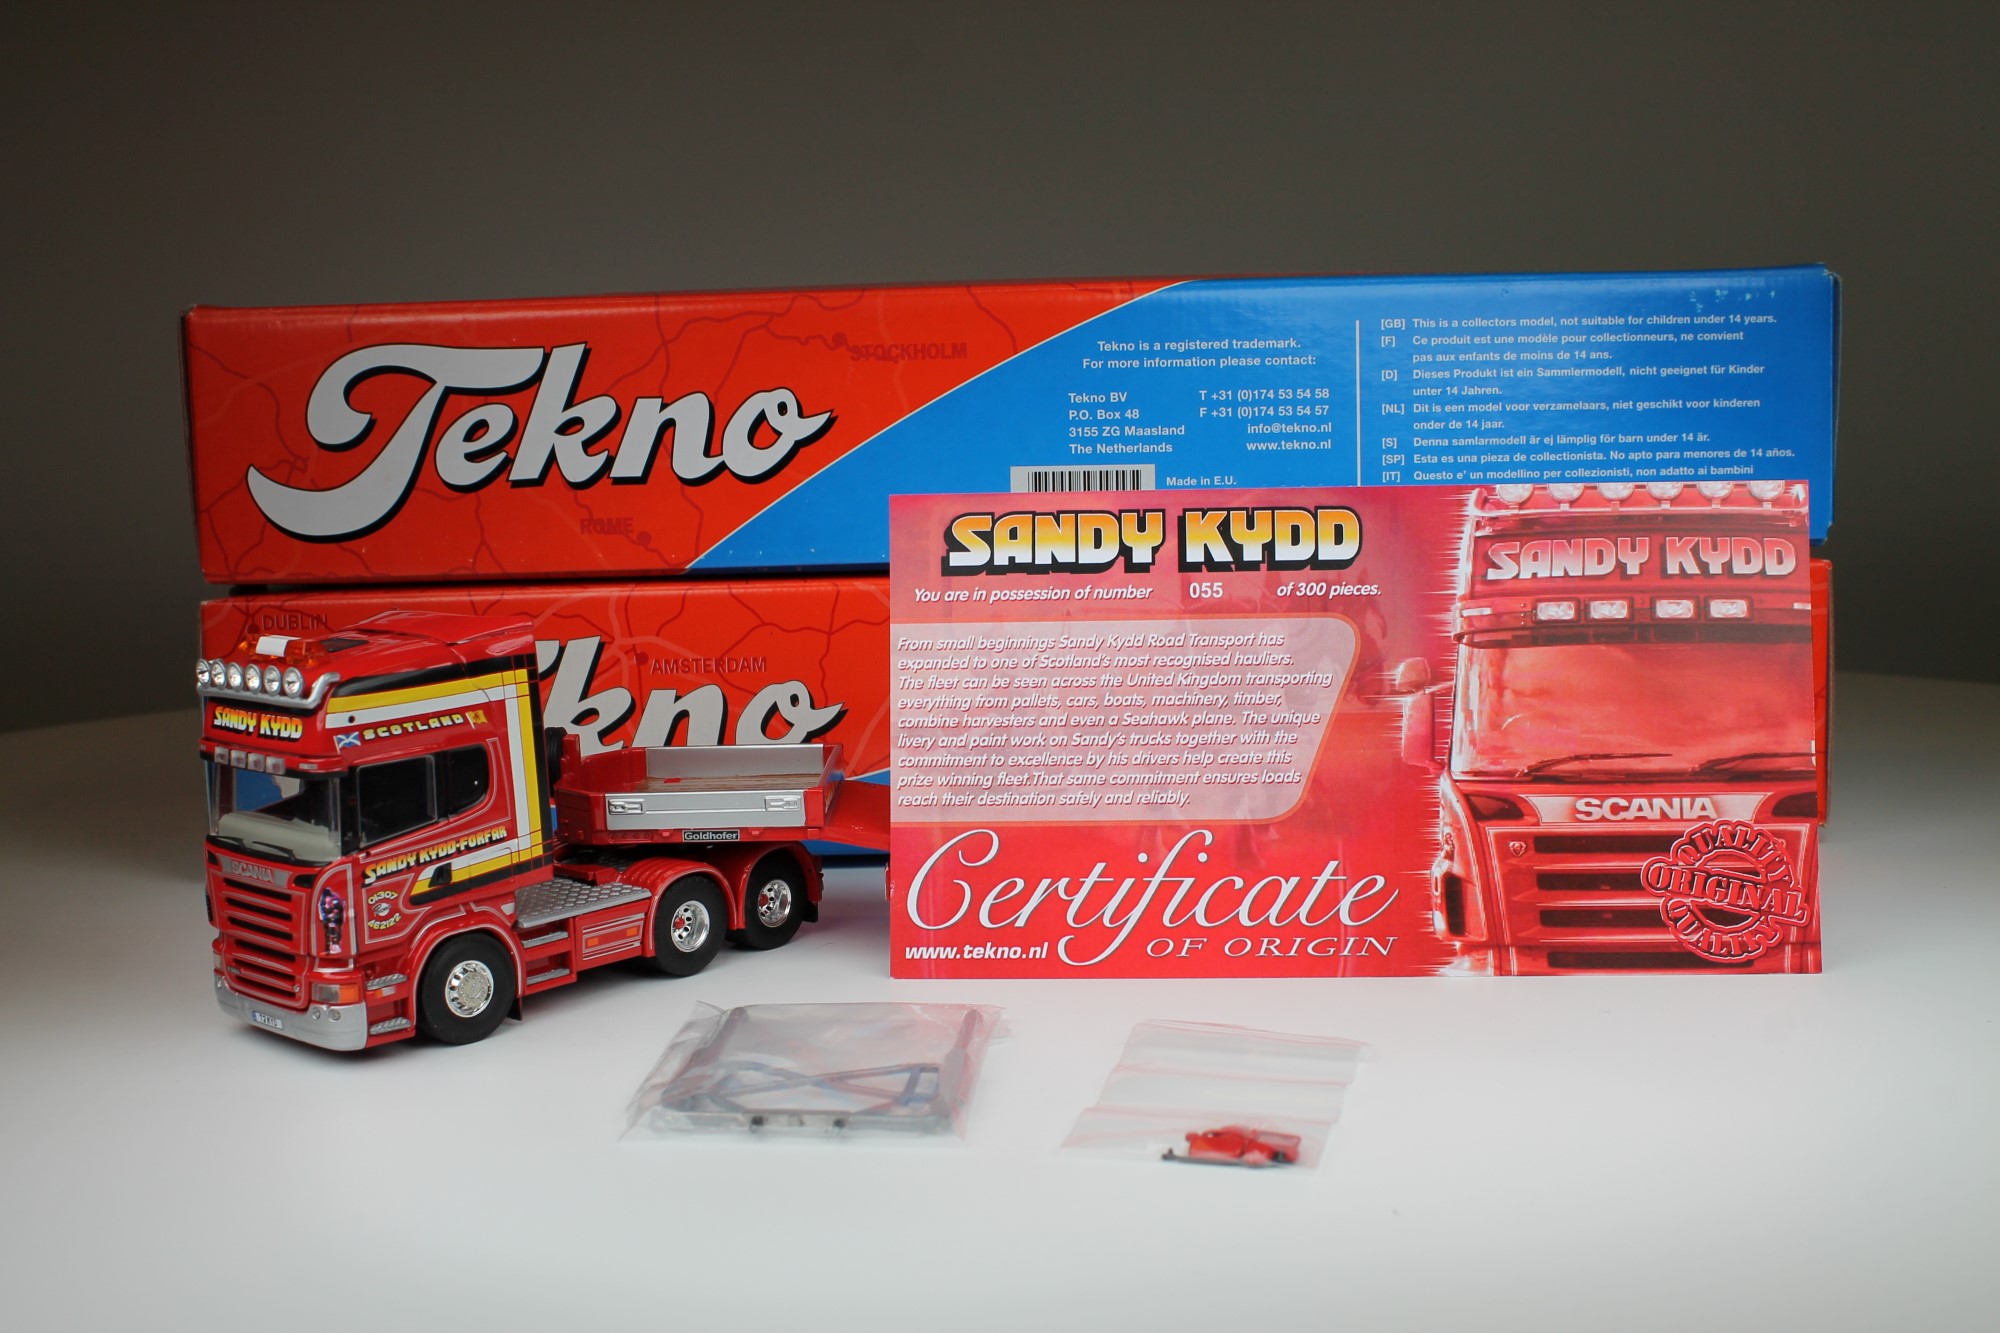 Tekno
STOCKHOLM
ROME
Tekno is a registered trademark.
For more information please contact:
Tekno BV
P.O. Box 48
3155 ZG Maasland
The Netherlands
T +31 (0)174 53 54 58
F +31 (0)174 53 54 57
info@tekno.nl
www.tekno.nl
Made in E.U.
[GB] This is a collectors model, not suitable for children under 14 years.
[F] Ce produit est une modèle pour collectionneurs, ne convient
pas aux enfants de moins de 14 ans.
[D] Dieses Produkt ist ein Sammlermodell, nicht geeignet für Kinder
unter 14 Jahren.
[NL] Dit is een model voor verzamelaars, niet geschikt voor kinderen
onder de 14 jaar.
[S] Denna samlarmodell är ej lämplig för barn under 14 år.
[SP] Esta es una pieza de collectionista. No apto para menores de 14 años.
[IT] Questo e' un modellino per collezionisti, non adatto ai bambini
DUBLIN
AMSTERDAM
kno
SANDY KYDD
SCOTLAND
SANDY KYDD-FORFAR
01307
462122
SCANIA
Goldhofer
SANDY KYDD
You are in possession of number 055 of 300 pieces.
From small beginnings Sandy Kydd Road Transport has
expanded to one of Scotland's most recognised hauliers.
The fleet can be seen across the United Kingdom transporting
everything from pallets, cars, boats, machinery, timber,
combine harvesters and even a Seahawk plane. The unique
livery and paint work on Sandy's trucks together with the
commitment to excellence by his drivers help create this
prize winning fleet.That same commitment ensures loads
reach their destination safely and reliably.
Certificate
OF ORIGIN
www.tekno.nl
SANDY KYDD
SCANIA
QUALITY
ORIGINAL
QUALITY